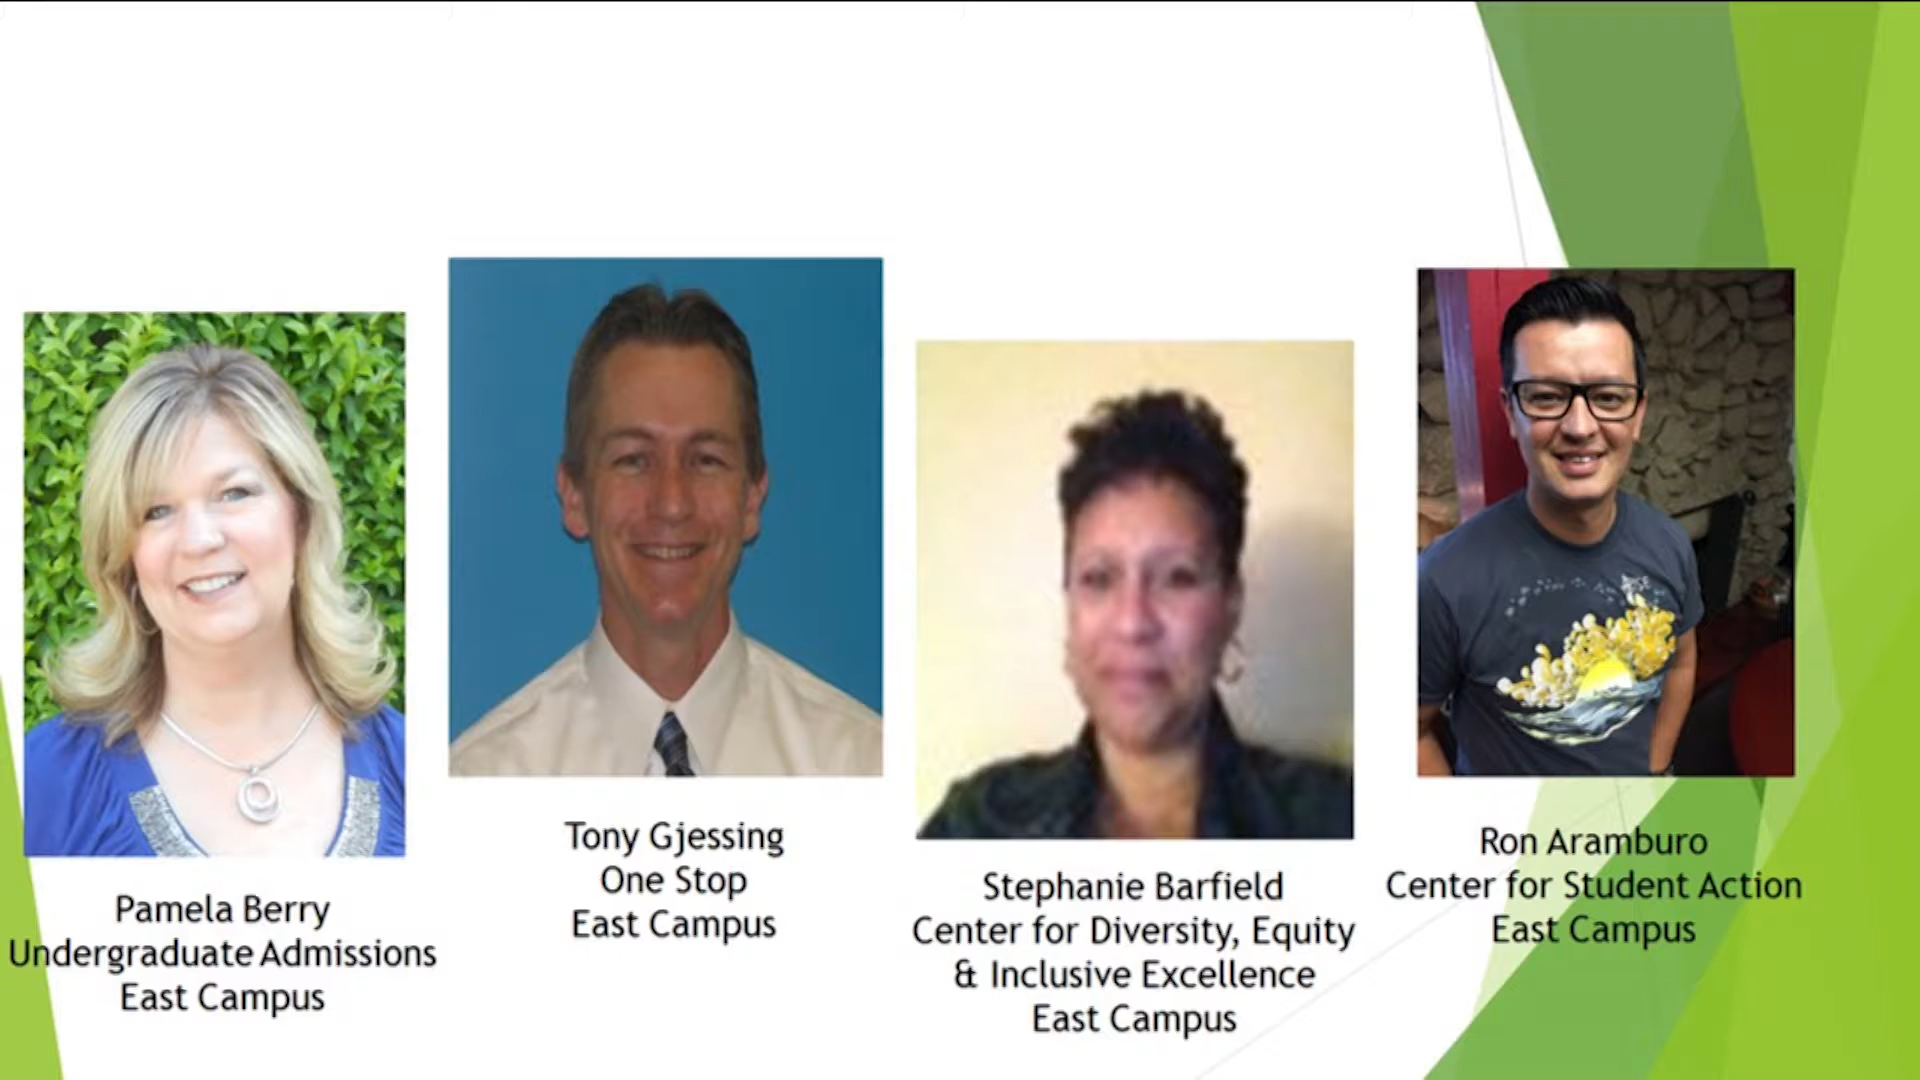 Pamela Berry
Undergraduate Admissions
East Campus
Tony Gjessing
One Stop
East Campus
Stephanie Barfield
Center for Diversity, Equity
& Inclusive Excellence
East Campus
Ron Aramburo
Center for Student Action
East Campus